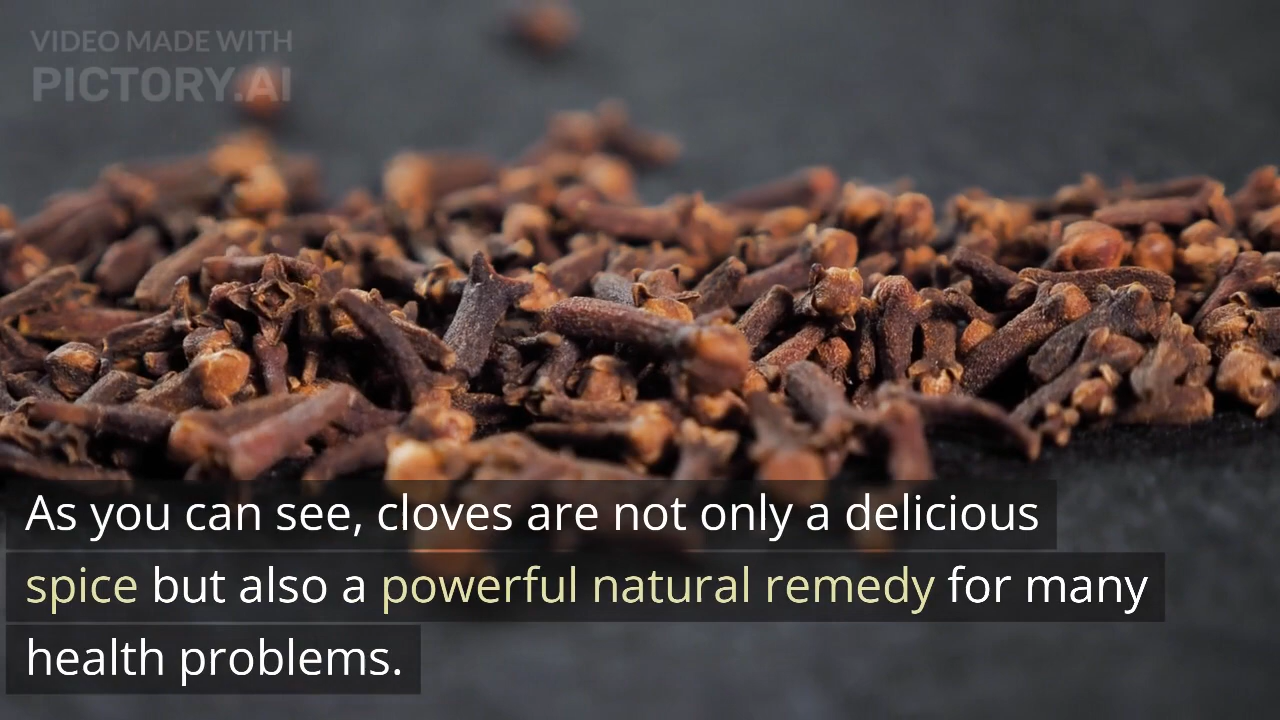 VIDEO MADE WITH
PICTORY.AI
As you can see, cloves are not only a delicious
spice but also a powerful natural remedy for many
health problems.